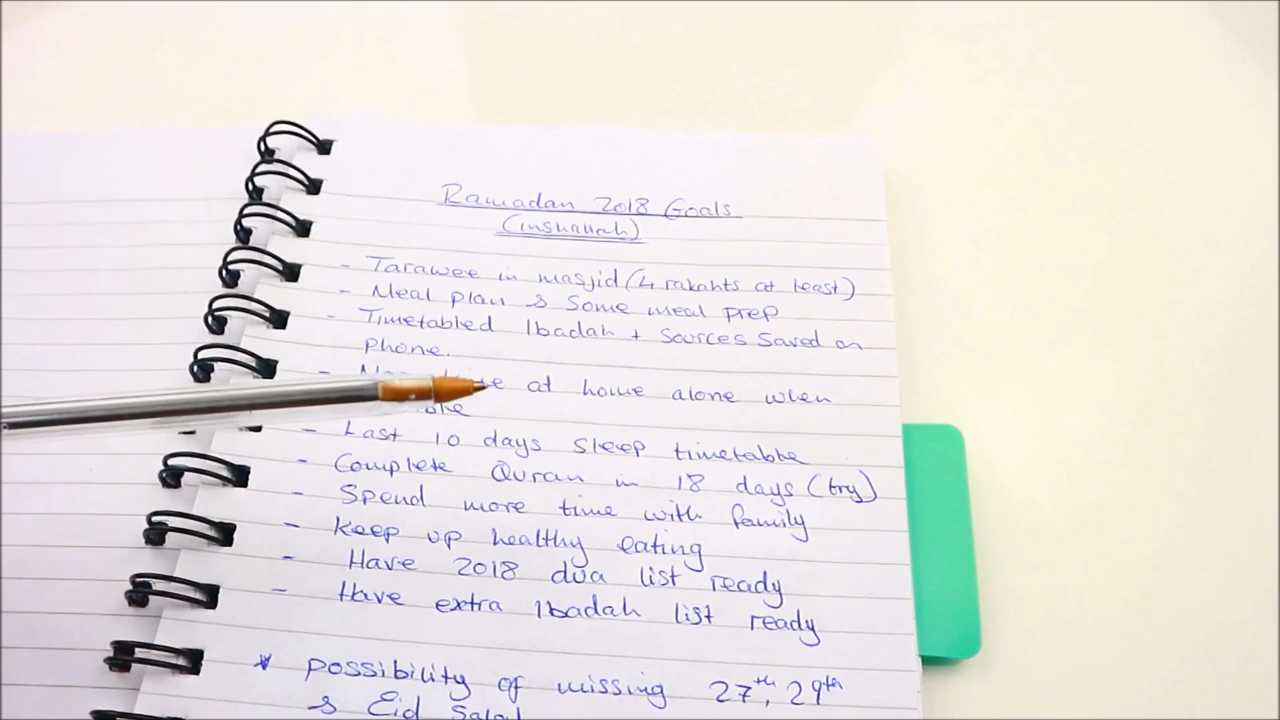 Ramadan 2018 Goals
(inshallah)
- Tarawee in masjid (4 rakahts at least)
- Meal plan & Some meal prep
- Timetabled Ibadah + Sources saved on
phone.
- at home alone when
- Last 10 days sleep timetable
- Complete Quran in 18 days (try)
- Spend more time with family
- Keep up healthy eating
- Have 2018 dua list ready
- Have extra Ibadah list ready
* possibility of missing 27th, 29th
& Eid Salah